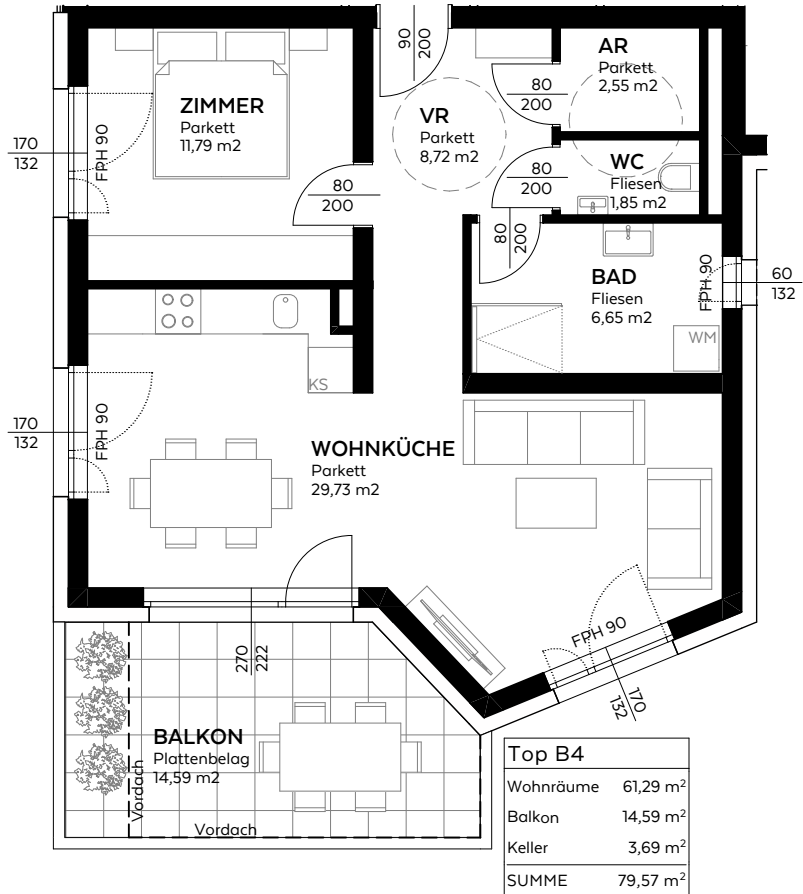 90
200
AR
Parkett
2,55 m2
80
200
ZIMMER
Parkett
11,79 m2
VR
Parkett
8,72 m2
170
132
FPH 90
80
200
80
200
WC
Fliesen
1,85 m2
80
200
BAD
Fliesen
6,65 m2
FPH 90
60
132
WM
KS
170
132
FPH 90
WOHNKÜCHE
Parkett
29,73 m2
270
222
FPH 90
170
132
BALKON
Plattenbelag
14,59 m2
Vordach
Vordach
Top B4
Wohnräume 61,29 m²
Balkon 14,59 m²
Keller 3,69 m²
SUMME 79,57 m²